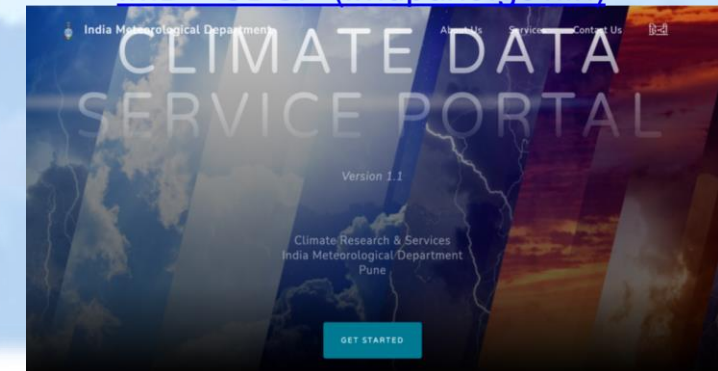 India Meteorological Department About Us Services Contact Us हिन्दी
CLIMATE DATA
SERVICE PORTAL
Version 1.1
Climate Research & Services
India Meteorological Department
Pune
GET STARTED